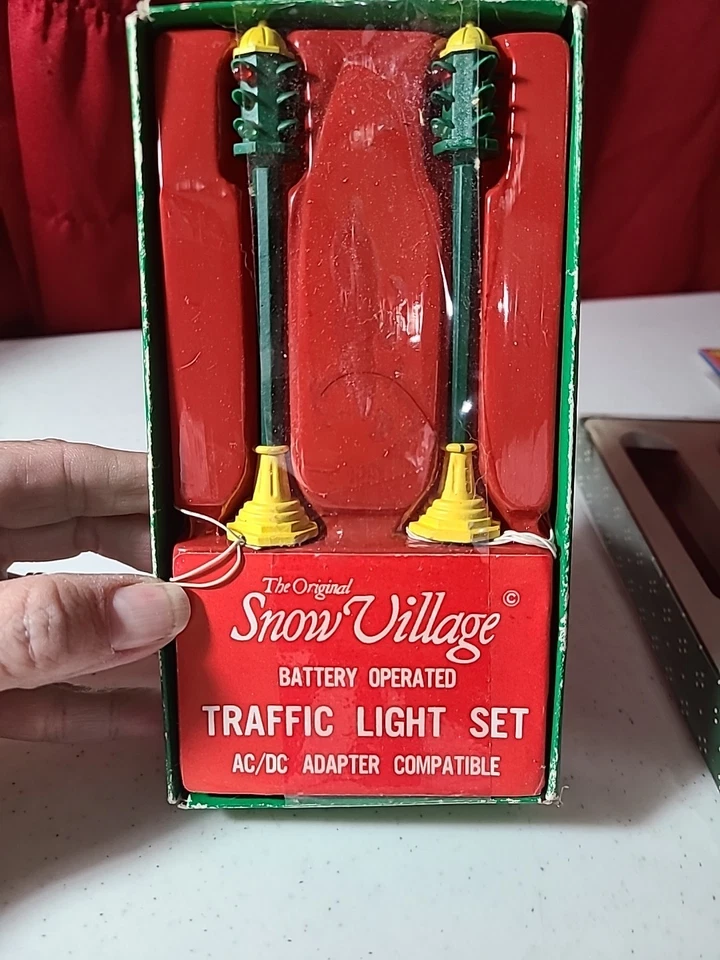 The Original
Snow Village ©
BATTERY OPERATED
TRAFFIC LIGHT SET
AC/DC ADAPTER COMPATIBLE